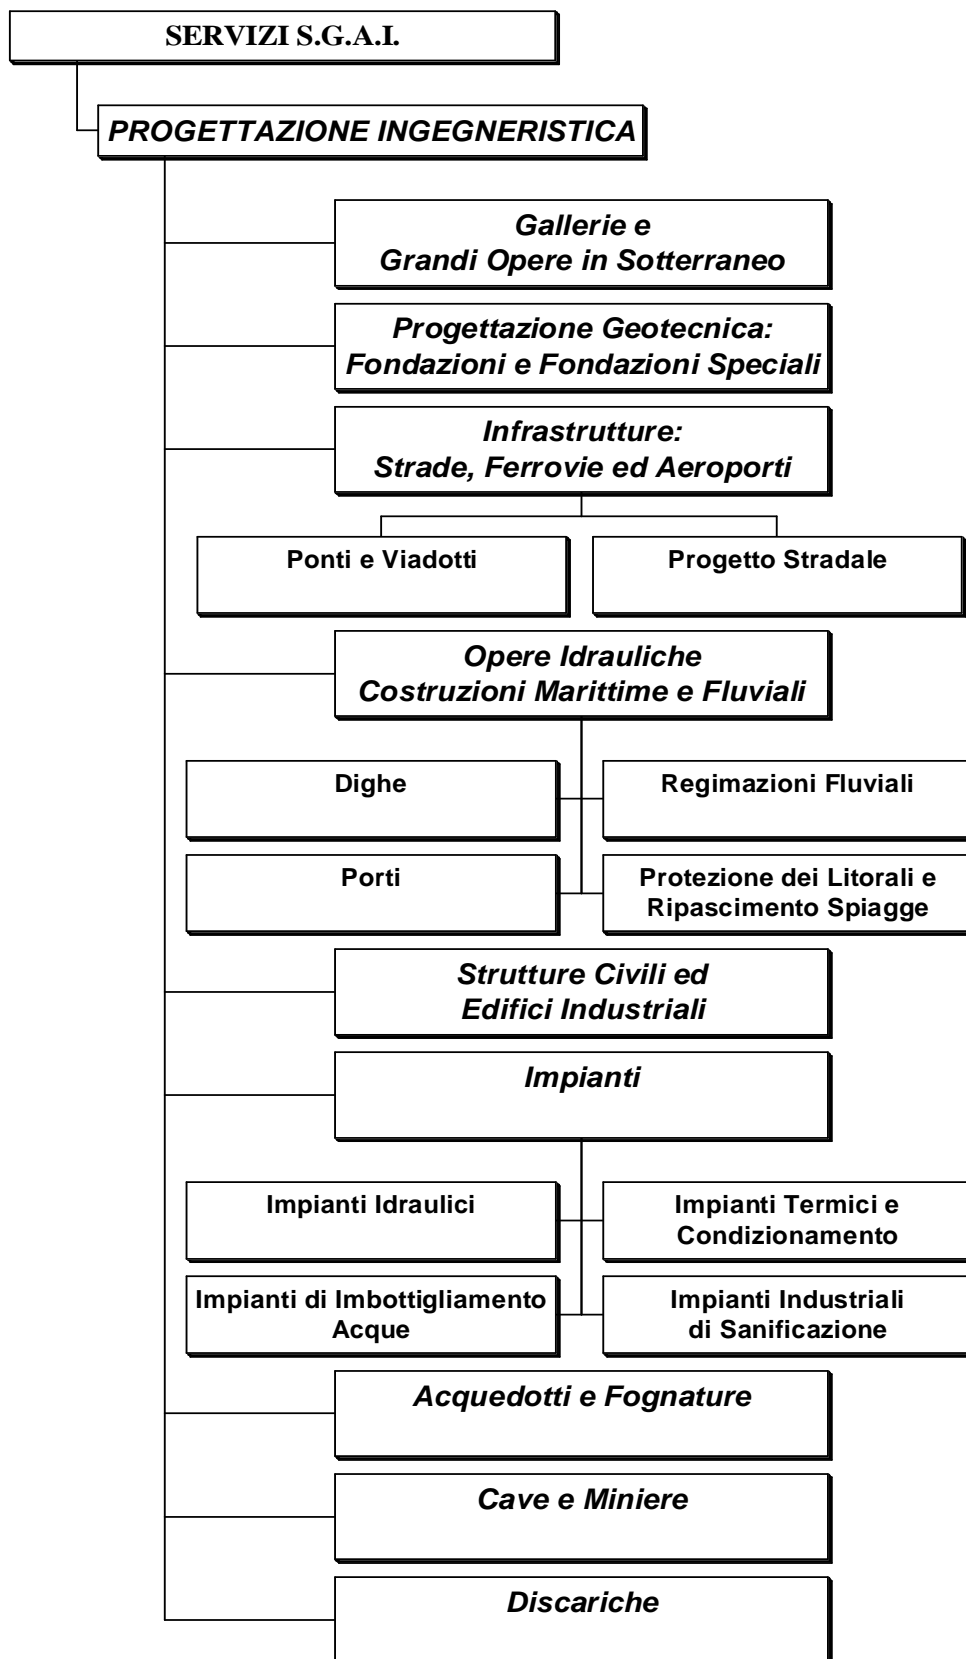 SERVIZI S.G.A.I.
PROGETTAZIONE INGEGNERISTICA
Gallerie e
Grandi Opere in Sotterraneo
Progettazione Geotecnica:
Fondazioni e Fondazioni Speciali
Infrastrutture:
Strade, Ferrovie ed Aeroporti
Ponti e Viadotti
Progetto Stradale
Opere Idrauliche
Costruzioni Marittime e Fluviali
Dighe
Regimazioni Fluviali
Porti
Protezione dei Litorali e
Ripascimento Spiagge
Strutture Civili ed
Edifici Industriali
Impianti
Impianti Idraulici
Impianti Termici e
Condizionamento
Impianti di Imbottigliamento
Acque
Impianti Industriali
di Sanificazione
Acquedotti e Fognature
Cave e Miniere
Discariche